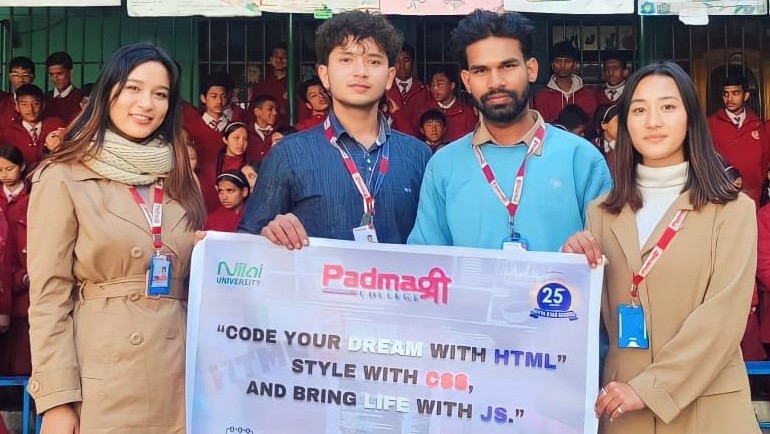 Nilai
UNIVERSITY
Padmaश्री
COLLEGE
25
"CODE YOUR DREAM WITH HTML"
STYLE WITH CSS,
AND BRING LIFE WITH JS."